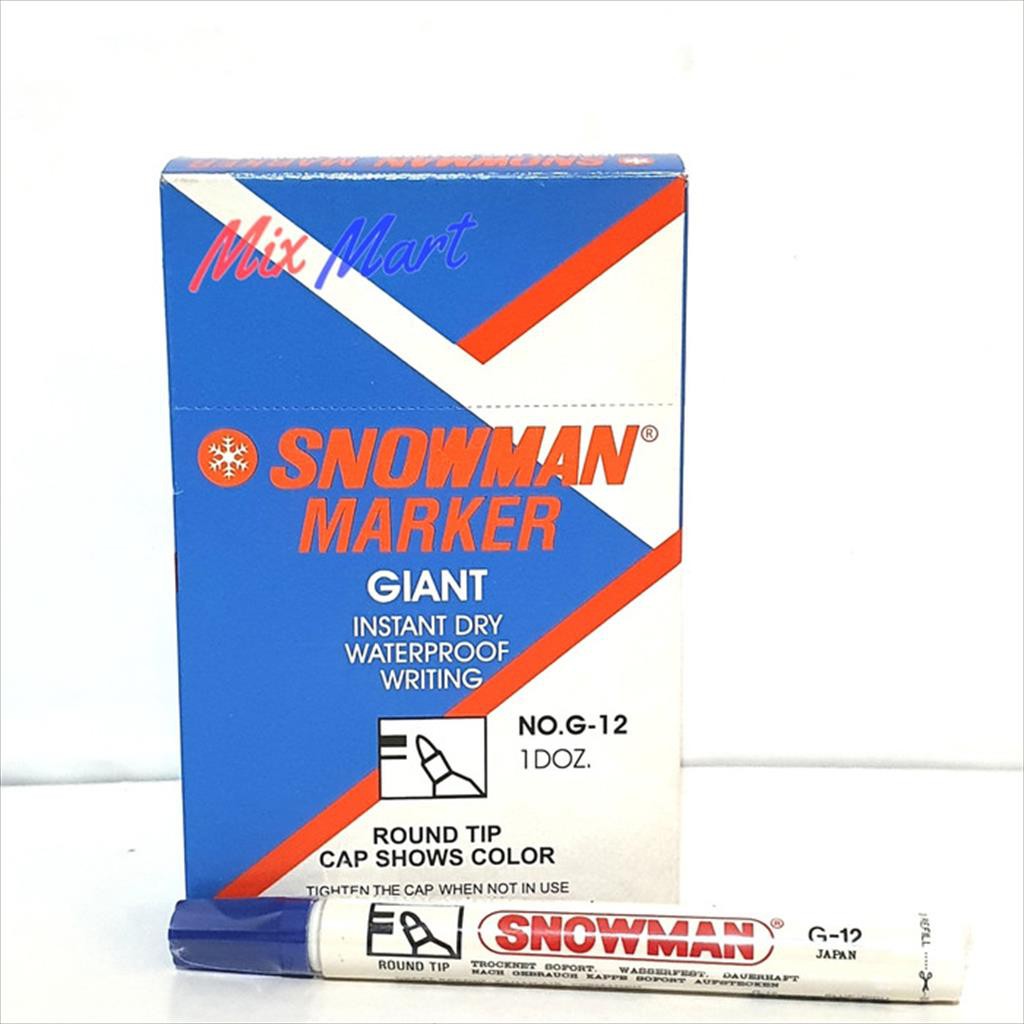 SNOWMAN MARKER SNOWMAN
Mix Mart
SNOWMAN®
MARKER
GIANT
INSTANT DRY
WATERPROOF
WRITING
NO.G-12
1DOZ.
ROUND TIP
CAP SHOWS COLOR
TIGHTEN THE CAP WHEN NOT IN USE
SNOWMAN®
G-12
JAPAN
ROUND TIP
TROCKNET SOFORT. WASSERFEST. DAUERHAFT
NACH GEBRAUCH KAPPE SOFORT AUFSTECKEN
REFILL